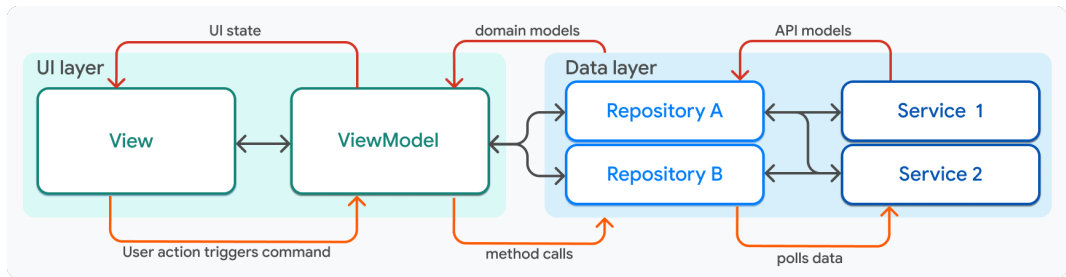 UI state
domain models
API models
UI layer
Data layer
View
ViewModel
Repository A
Repository B
Service 1
Service 2
User action triggers command
method calls
polls data